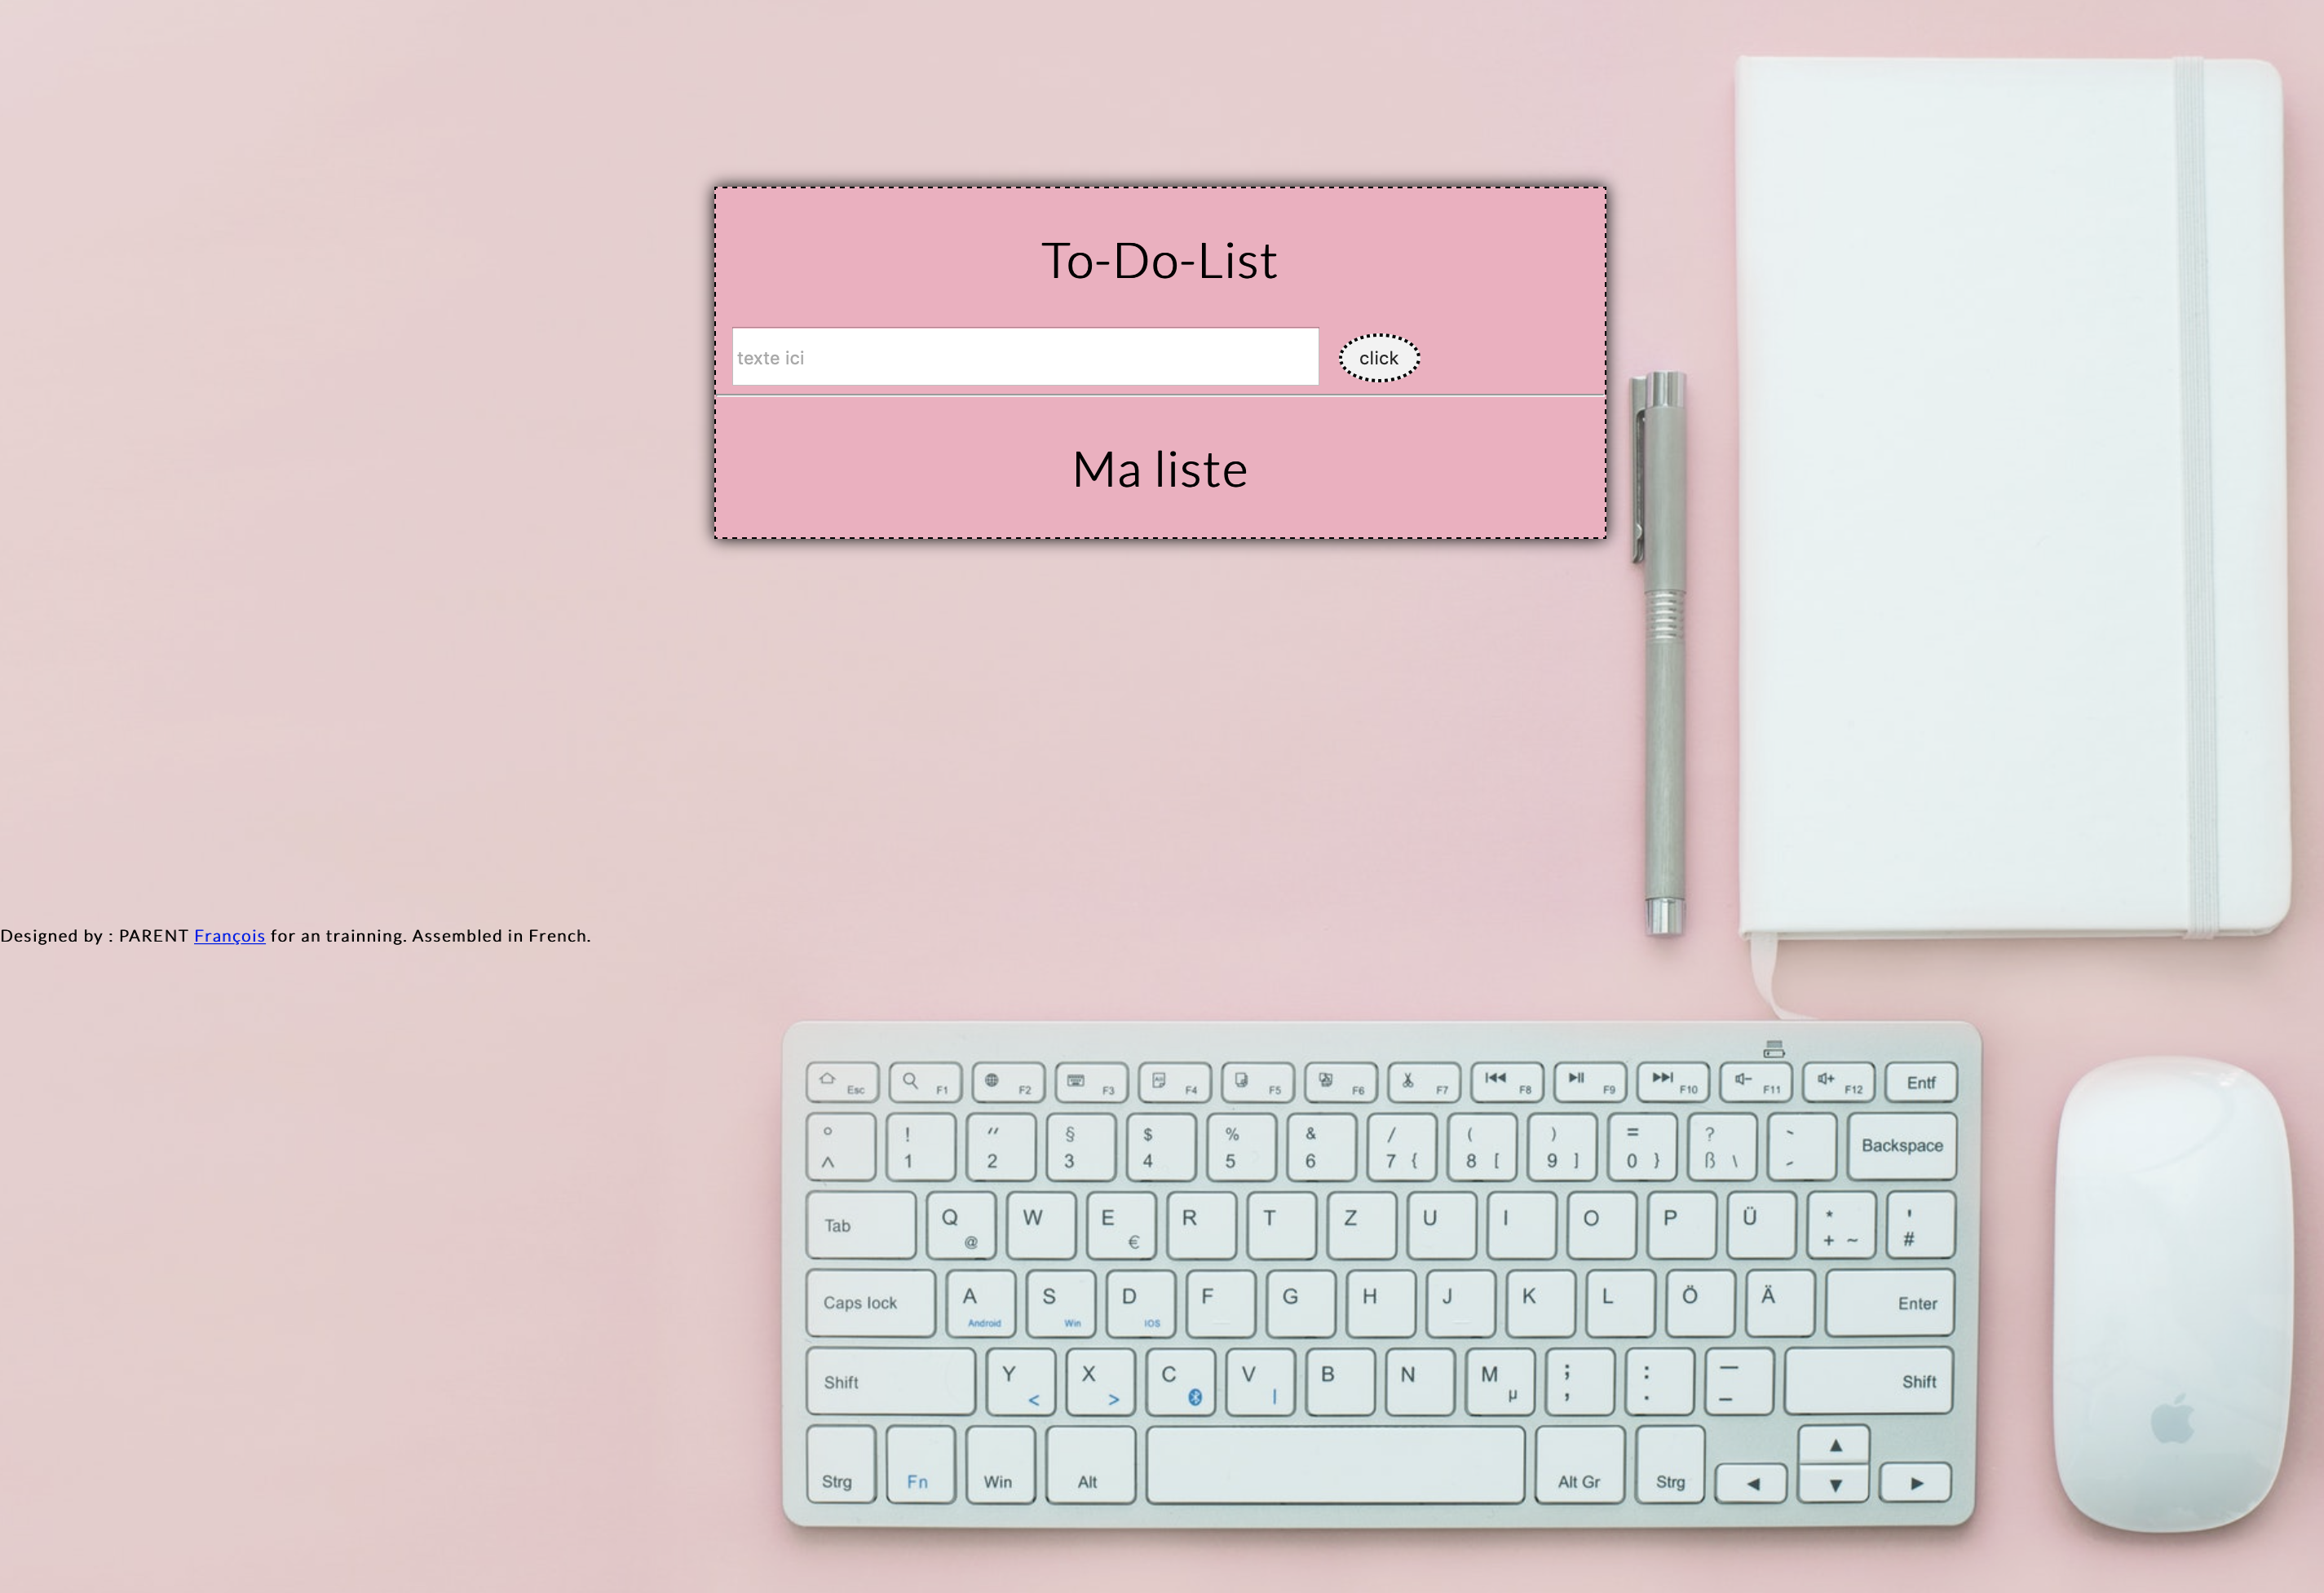 To-Do-List
texte ici
click
Ma liste
Designed by : PARENT François for an trainning. Assembled in French.
Esc F1 F2 F3 F4 F5 F6 F7 F8 F9 F10 F11 F12 Entf
° ! " § $ % & / ( ) = ? `
^ 1 2 3 4 5 6 7 { 8 [ 9 ] 0 } ß \ ´ Backspace
Tab Q @ W E € R T Z U I O P Ü * + ~ ' #
Caps lock A Android S Win D IOS F G H J K L Ö Ä Enter
Shift Y < X > C V | B N M µ ; , : . — _ Shift
Strg Fn Win Alt Alt Gr Strg